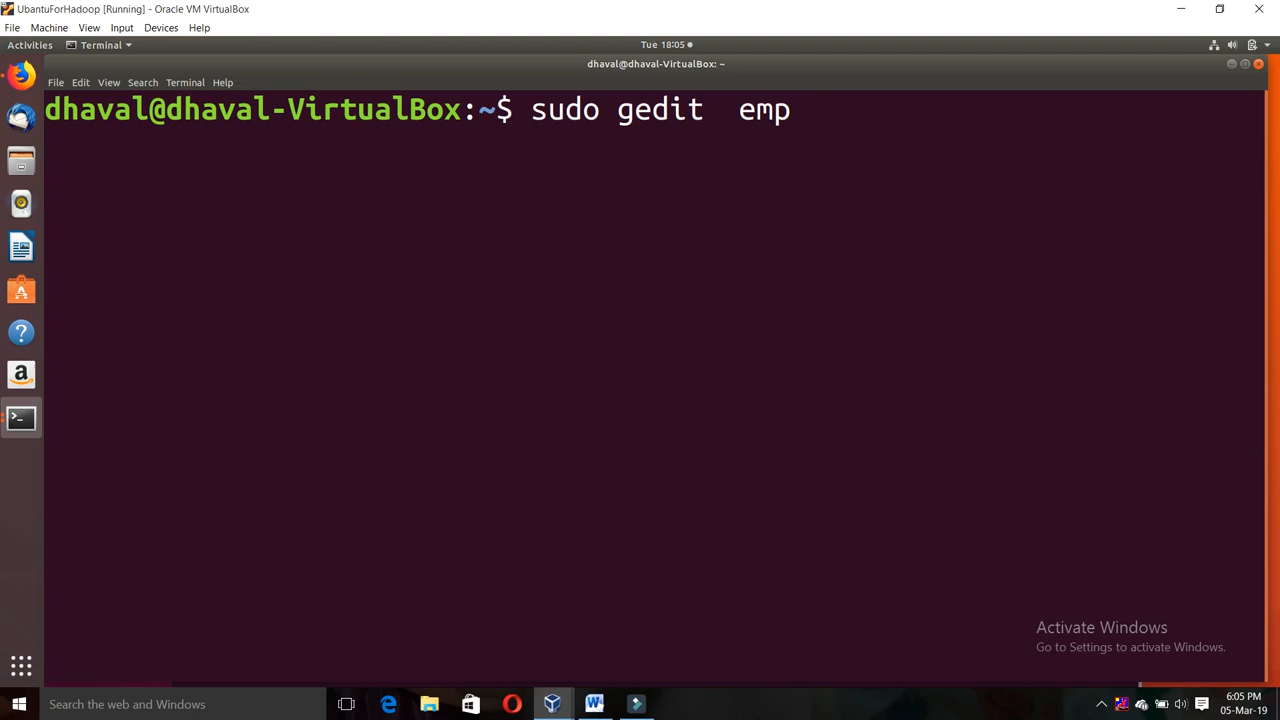 UbantuForHadoop [Running] - Oracle VM VirtualBox
File Machine View Input Devices Help
Activities Terminal Tue 18:05
dhaval@dhaval-VirtualBox: ~
File Edit View Search Terminal Help
dhaval@dhaval-VirtualBox:~$ sudo gedit  emp
Activate Windows
Go to Settings to activate Windows.
Search the web and Windows
6:05 PM
05-Mar-19